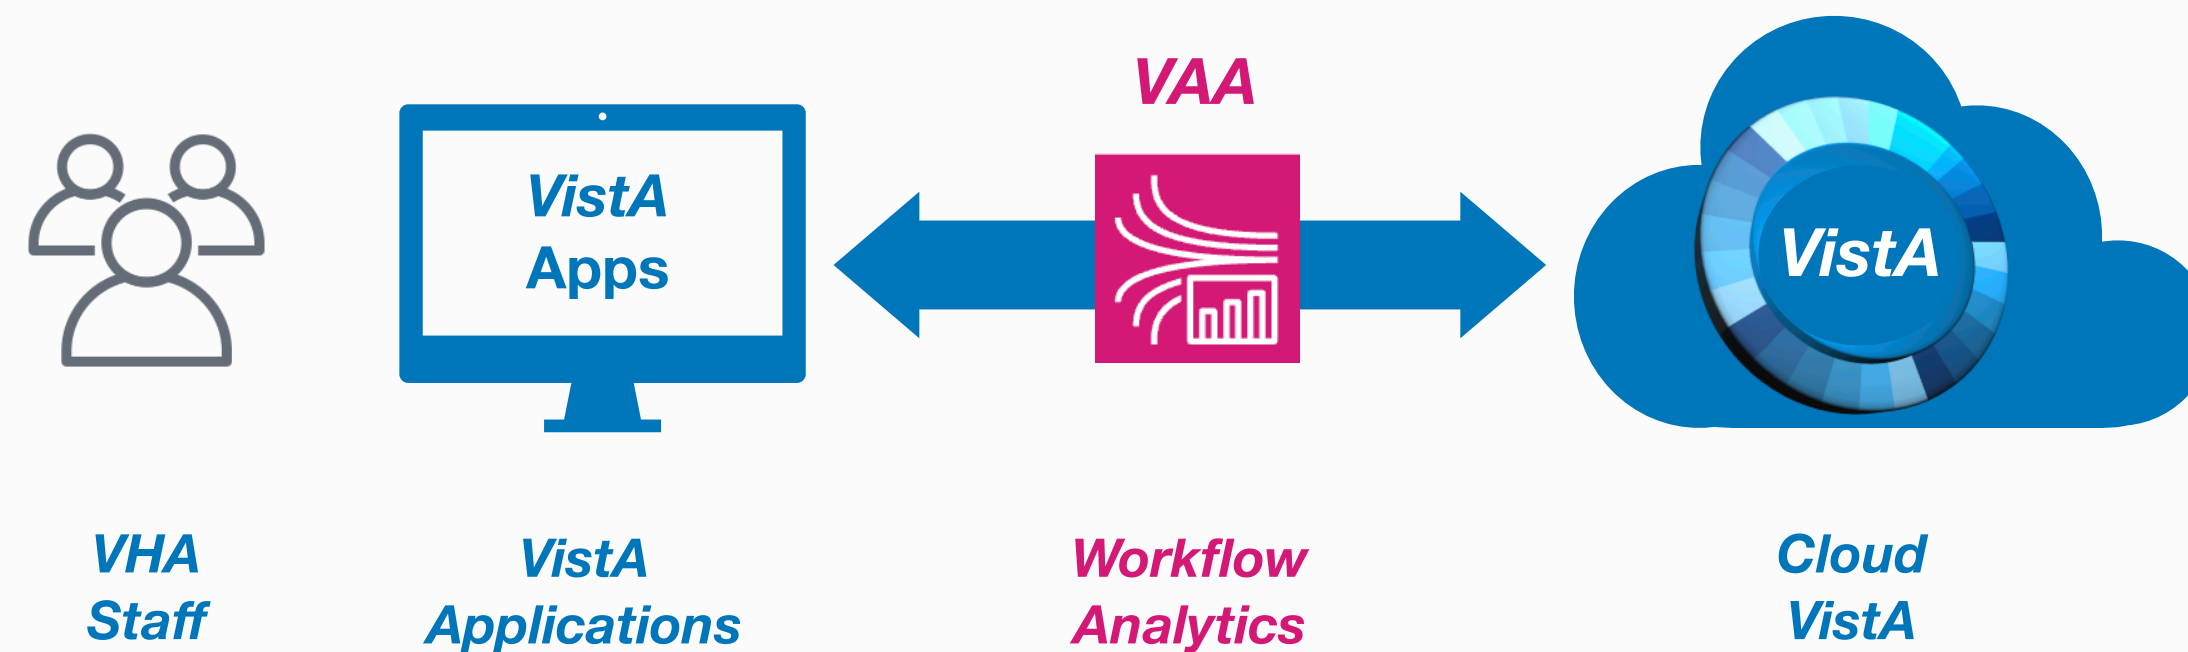 VAA
VistA
Apps
VistA
VHA
Staff
VistA
Applications
Workflow
Analytics
Cloud
VistA